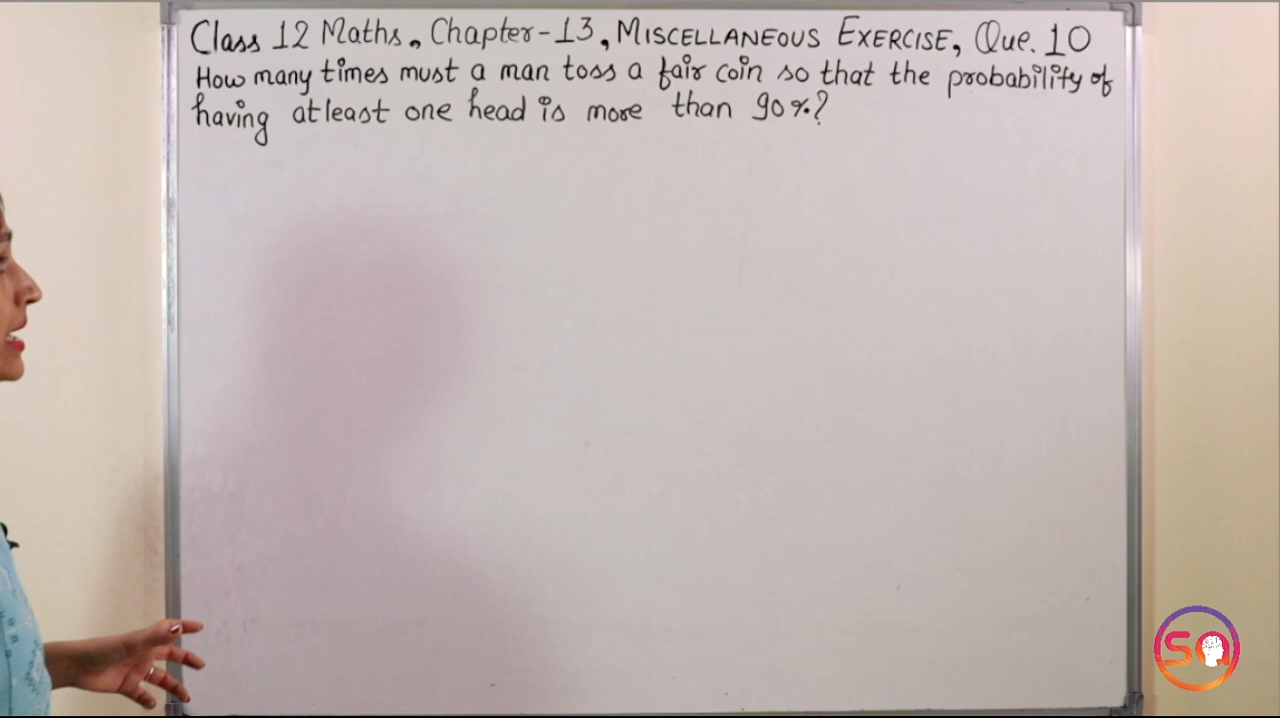 Class 12 Maths, Chapter-13, MISCELLANEOUS EXERCISE, Que. 10
How many times must a man toss a fair coin so that the probability of
having atleast one head is more than 90%?
SQ